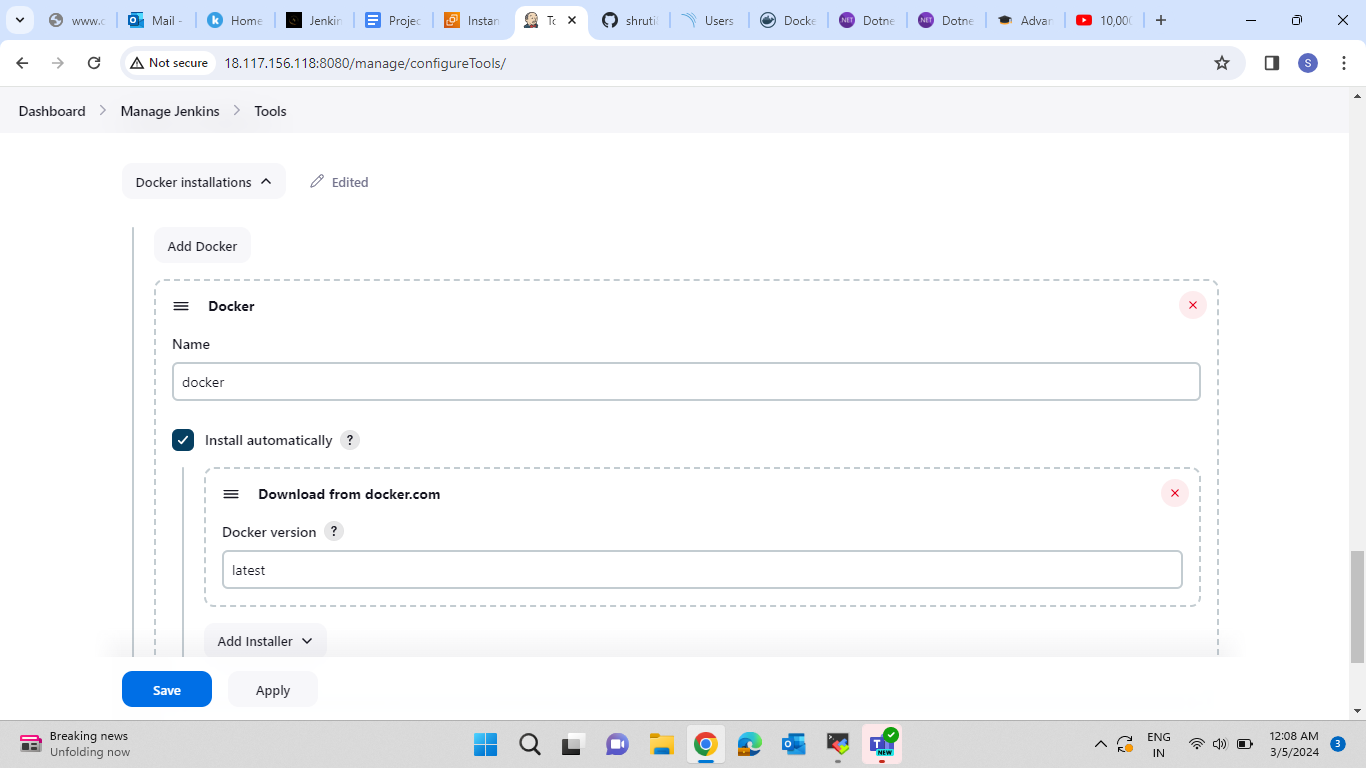 www.c
Mail -
Home
Jenkin
Projec
Instan
To
shruti
Users
Docke
Dotne
Dotne
Advar
10,000
Not secure
18.117.156.118:8080/manage/configureTools/
S
Dashboard > Manage Jenkins > Tools
Docker installations
Edited
Add Docker
Docker
Name
docker
Install automatically ?
Download from docker.com
Docker version ?
latest
Add Installer
Save
Apply
Breaking news
Unfolding now
NEW
ENG
IN
12:08 AM
3/5/2024
3